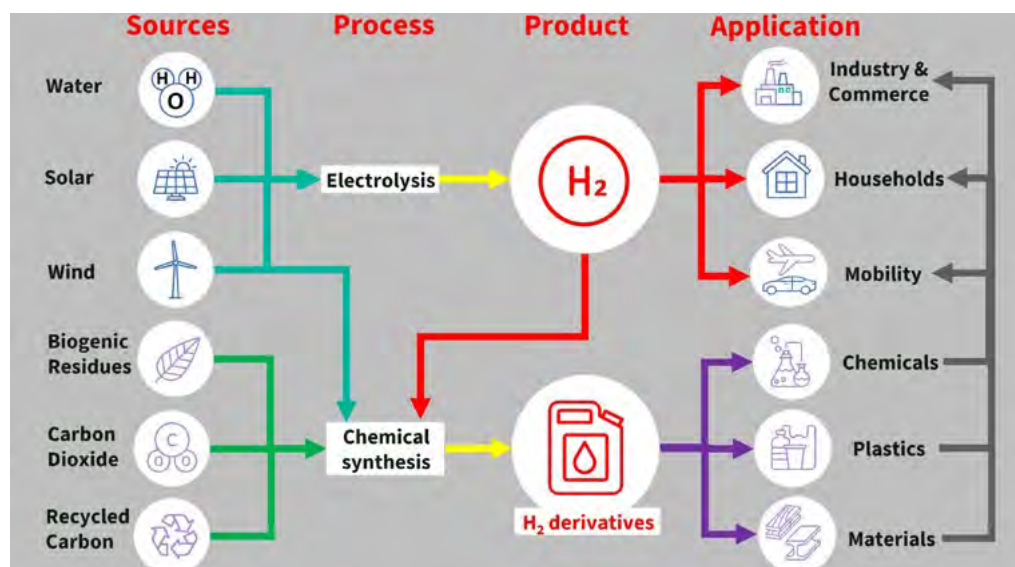 Sources Process Product Application
Water
H H
O
Industry &
Commerce
Solar
Electrolysis
H₂
Households
Wind
Mobility
Biogenic
Residues
Chemicals
Carbon
Dioxide
C
O O
Chemical
synthesis
Plastics
Recycled
Carbon
H₂ derivatives
Materials